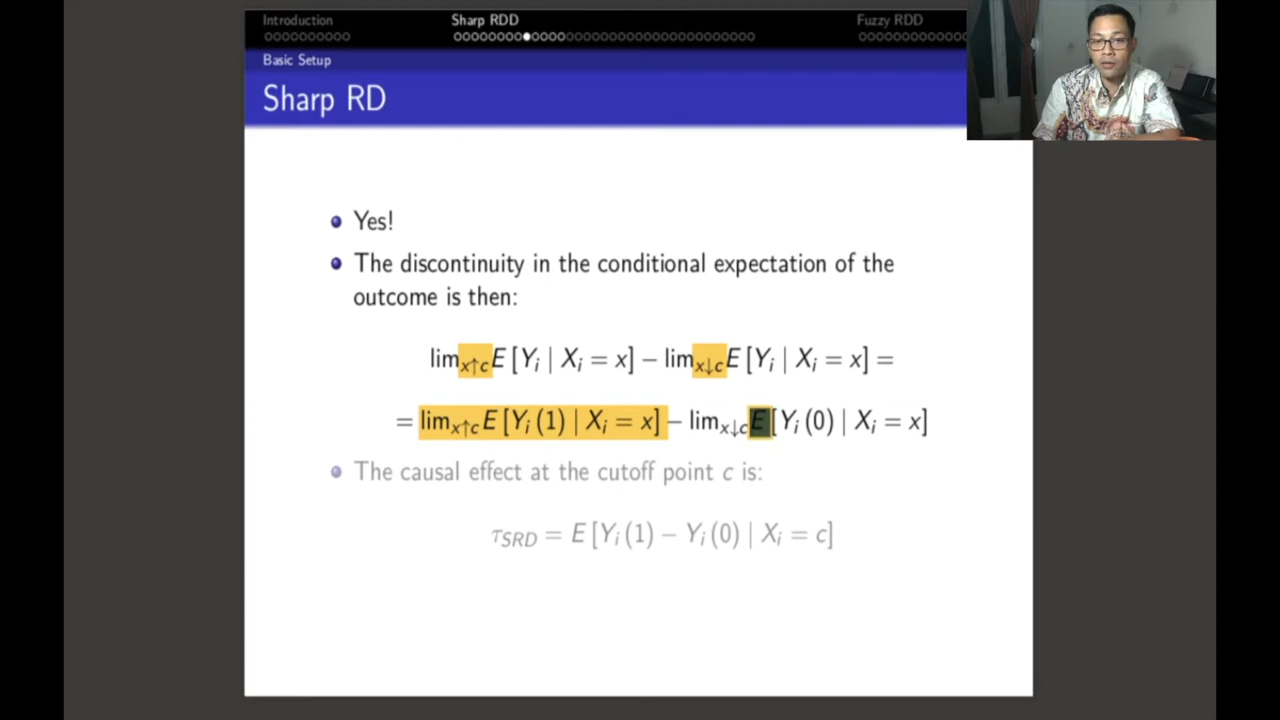 Introduction
Sharp RDD
Fuzzy RDD
Basic Setup
Sharp RD
Yes!
The discontinuity in the conditional expectation of the
outcome is then:
lim_{x↑c} E [Y_i | X_i = x] − lim_{x↓c} E [Y_i | X_i = x] =
= lim_{x↑c} E [Y_i (1) | X_i = x] − lim_{x↓c} E [Y_i (0) | X_i = x]
The causal effect at the cutoff point c is:
τ_{SRD} = E [Y_i (1) − Y_i (0) | X_i = c]